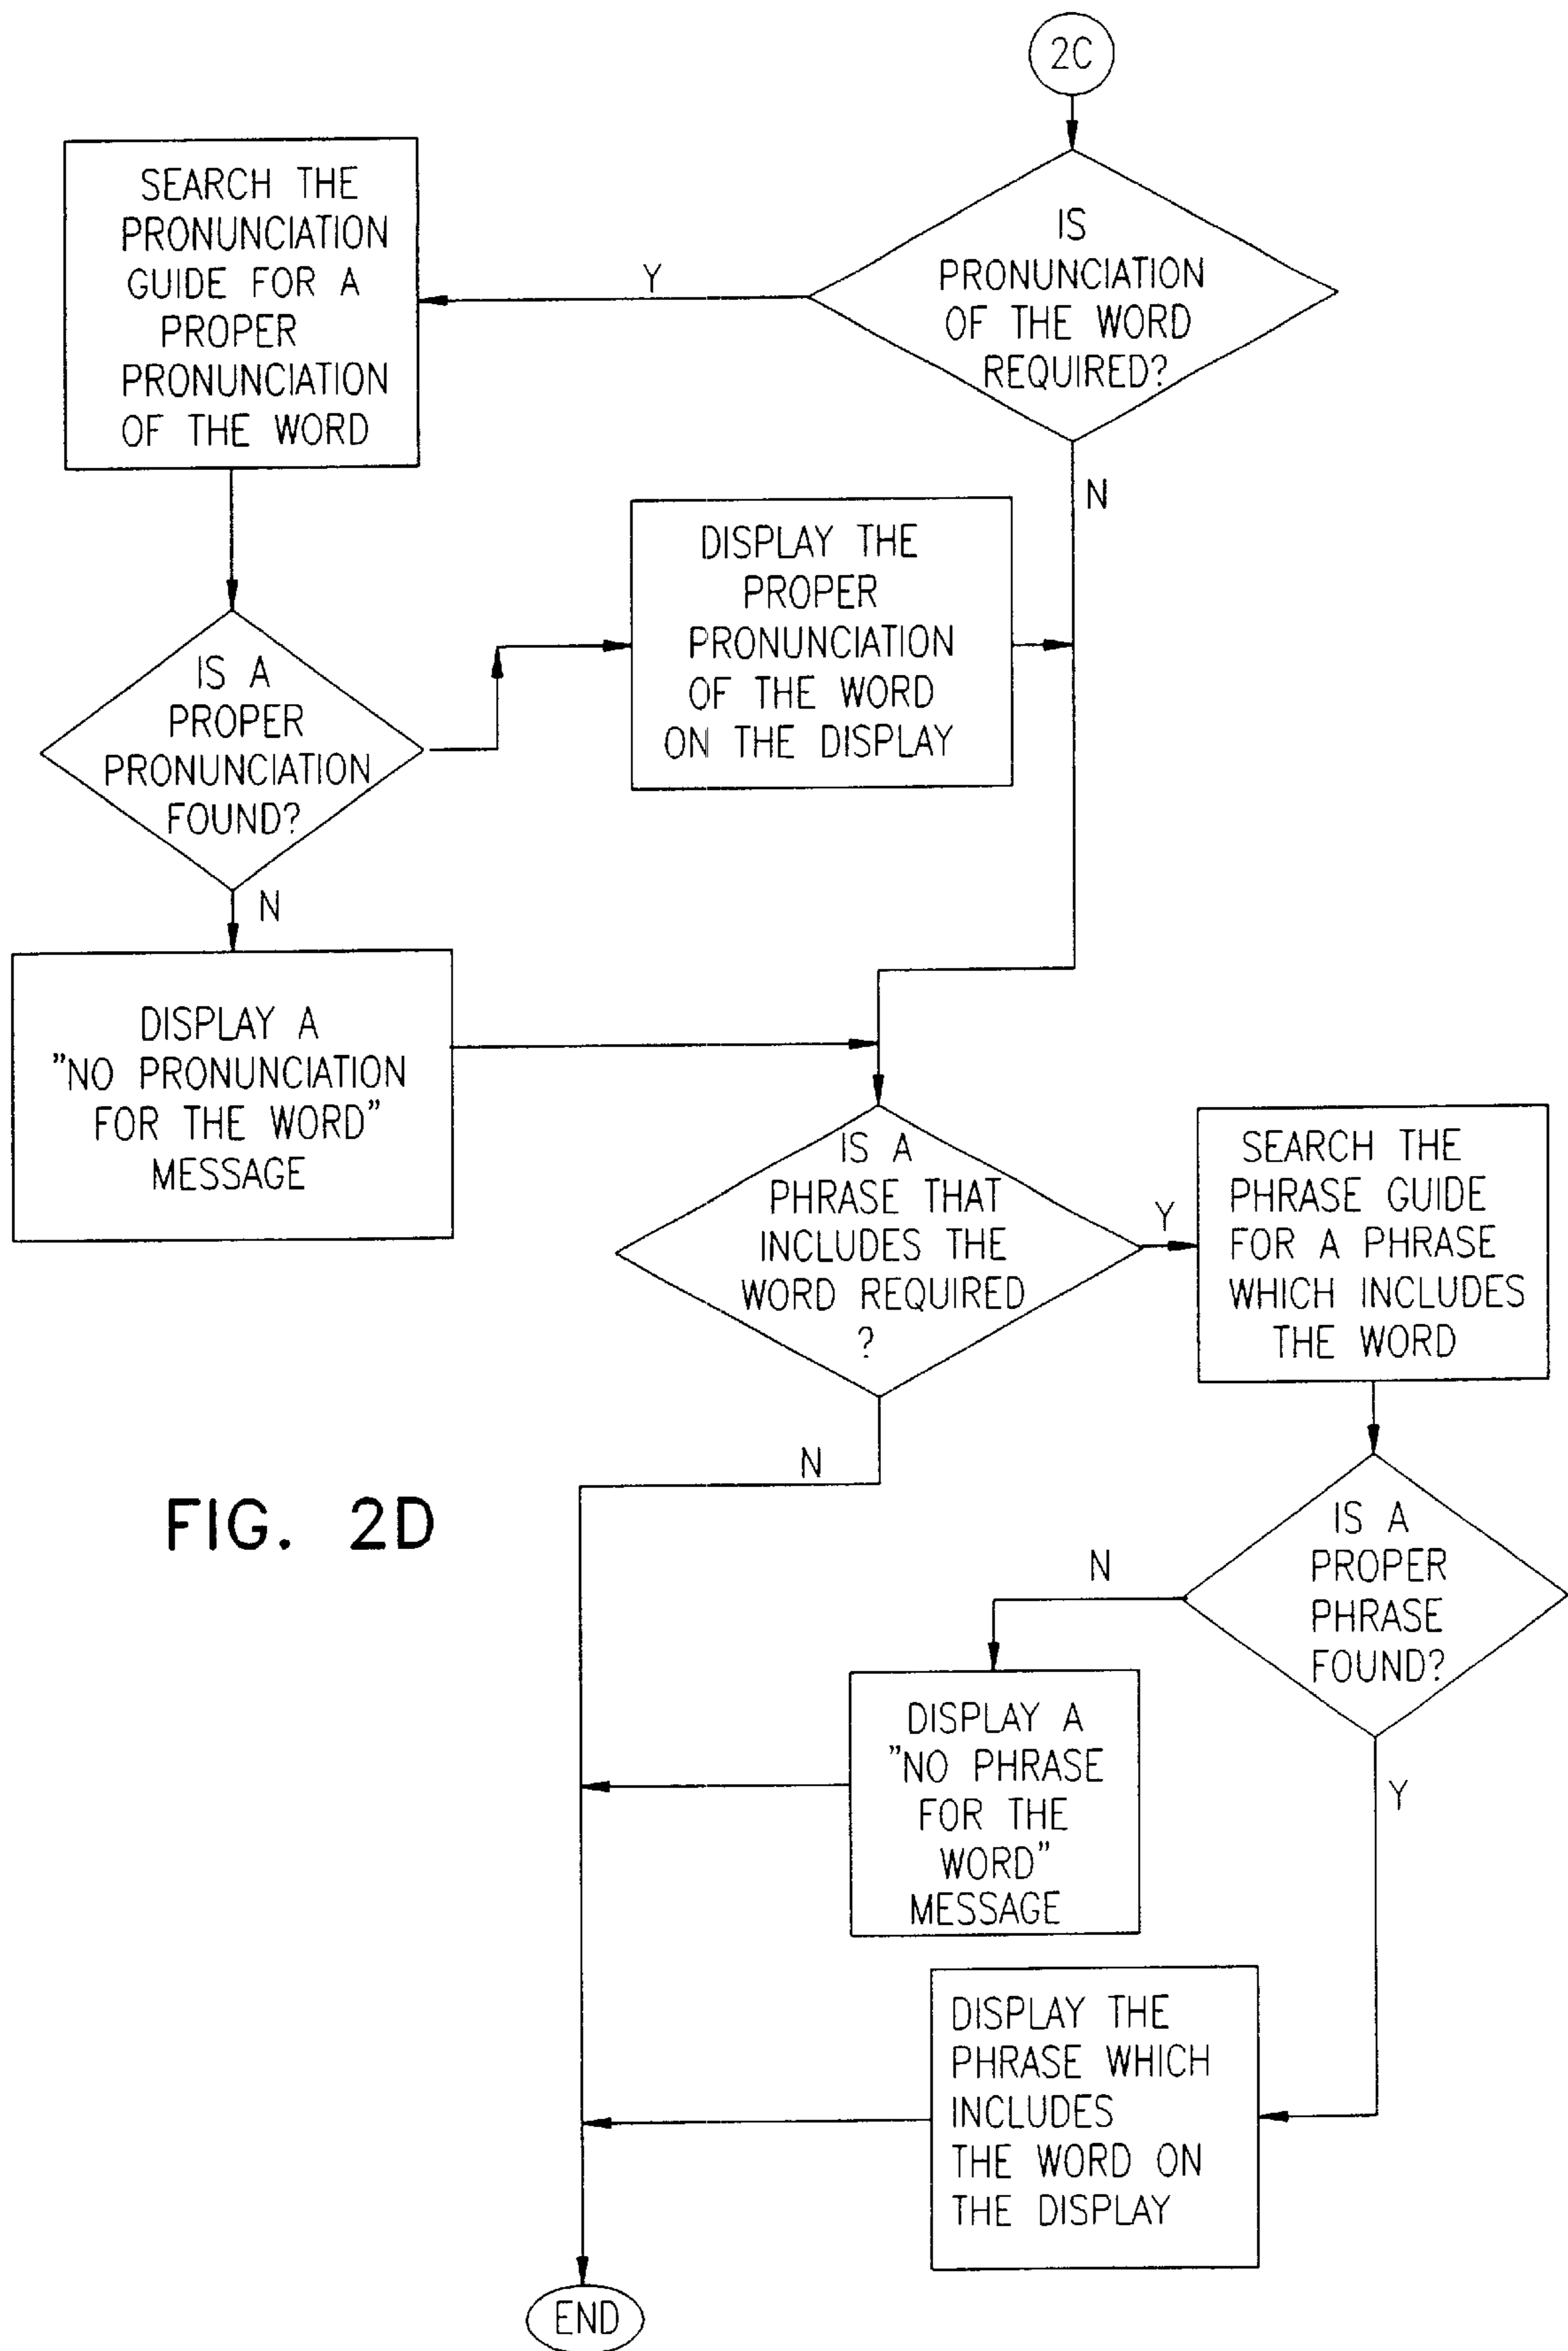 2C
IS
PRONUNCIATION
OF THE WORD
REQUIRED?
Y
N
SEARCH THE
PRONUNCIATION
GUIDE FOR A
PROPER
PRONUNCIATION
OF THE WORD
IS A
PROPER
PRONUNCIATION
FOUND?
N
DISPLAY THE
PROPER
PRONUNCIATION
OF THE WORD
ON THE DISPLAY
DISPLAY A
"NO PRONUNCIATION
FOR THE WORD"
MESSAGE
IS A
PHRASE THAT
INCLUDES THE
WORD REQUIRED
?
Y
N
SEARCH THE
PHRASE GUIDE
FOR A PHRASE
WHICH INCLUDES
THE WORD
IS A
PROPER
PHRASE
FOUND?
N
Y
DISPLAY A
"NO PHRASE
FOR THE
WORD"
MESSAGE
DISPLAY THE
PHRASE WHICH
INCLUDES
THE WORD ON
THE DISPLAY
END
FIG. 2D